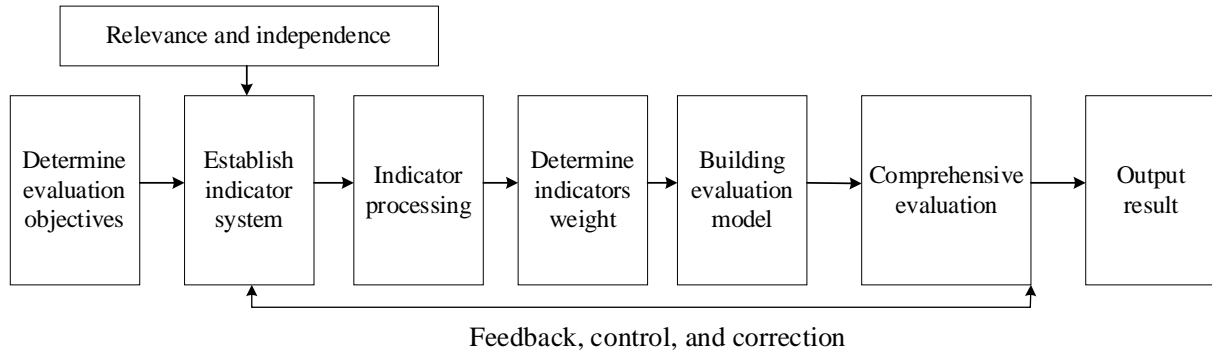 Relevance and independence
Determine
evaluation
objectives
Establish
indicator
system
Indicator
processing
Determine
indicators
weight
Building
evaluation
model
Comprehensive
evaluation
Output
result
Feedback, control, and correction